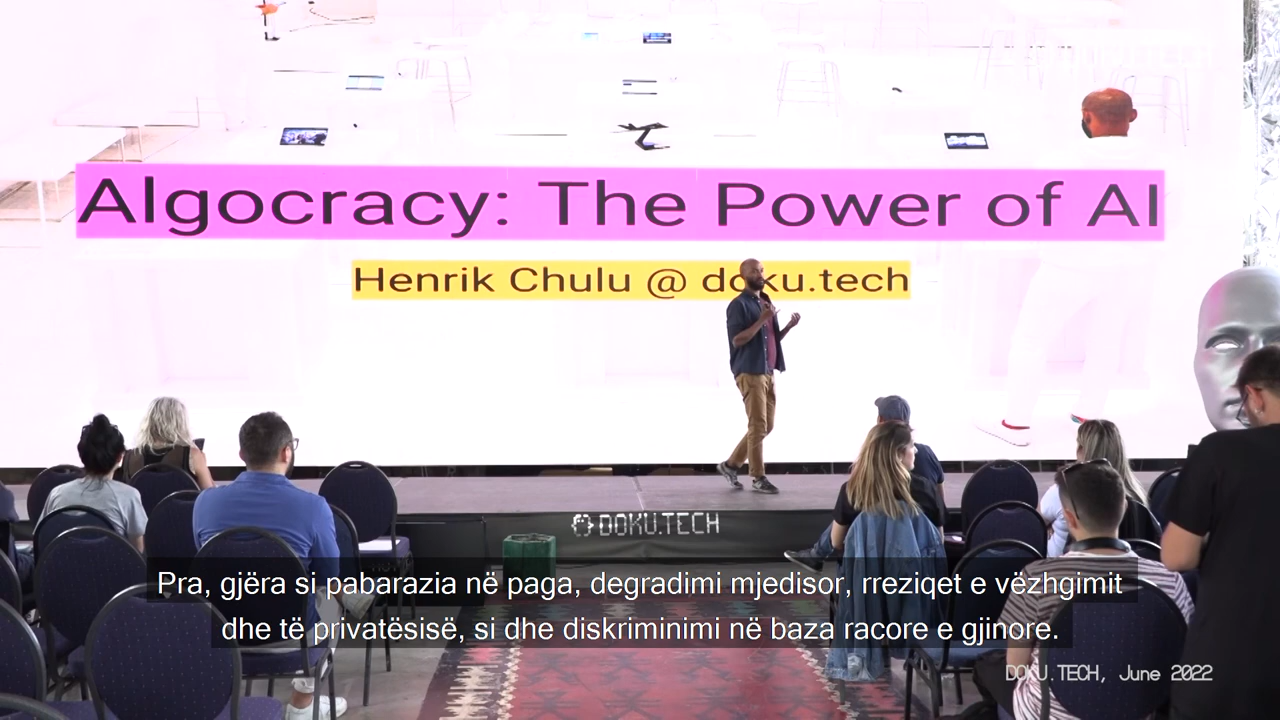 Algocracy: The Power of AI
Henrik Chulu @ doku.tech
DOKU.TECH
Pra, gjëra si pabarazia në paga, degradimi mjedisor, rreziqet e vëzhgimit
dhe të privatësisë, si dhe diskriminimi në baza racore e gjinore.
DOKU.TECH, June 2022